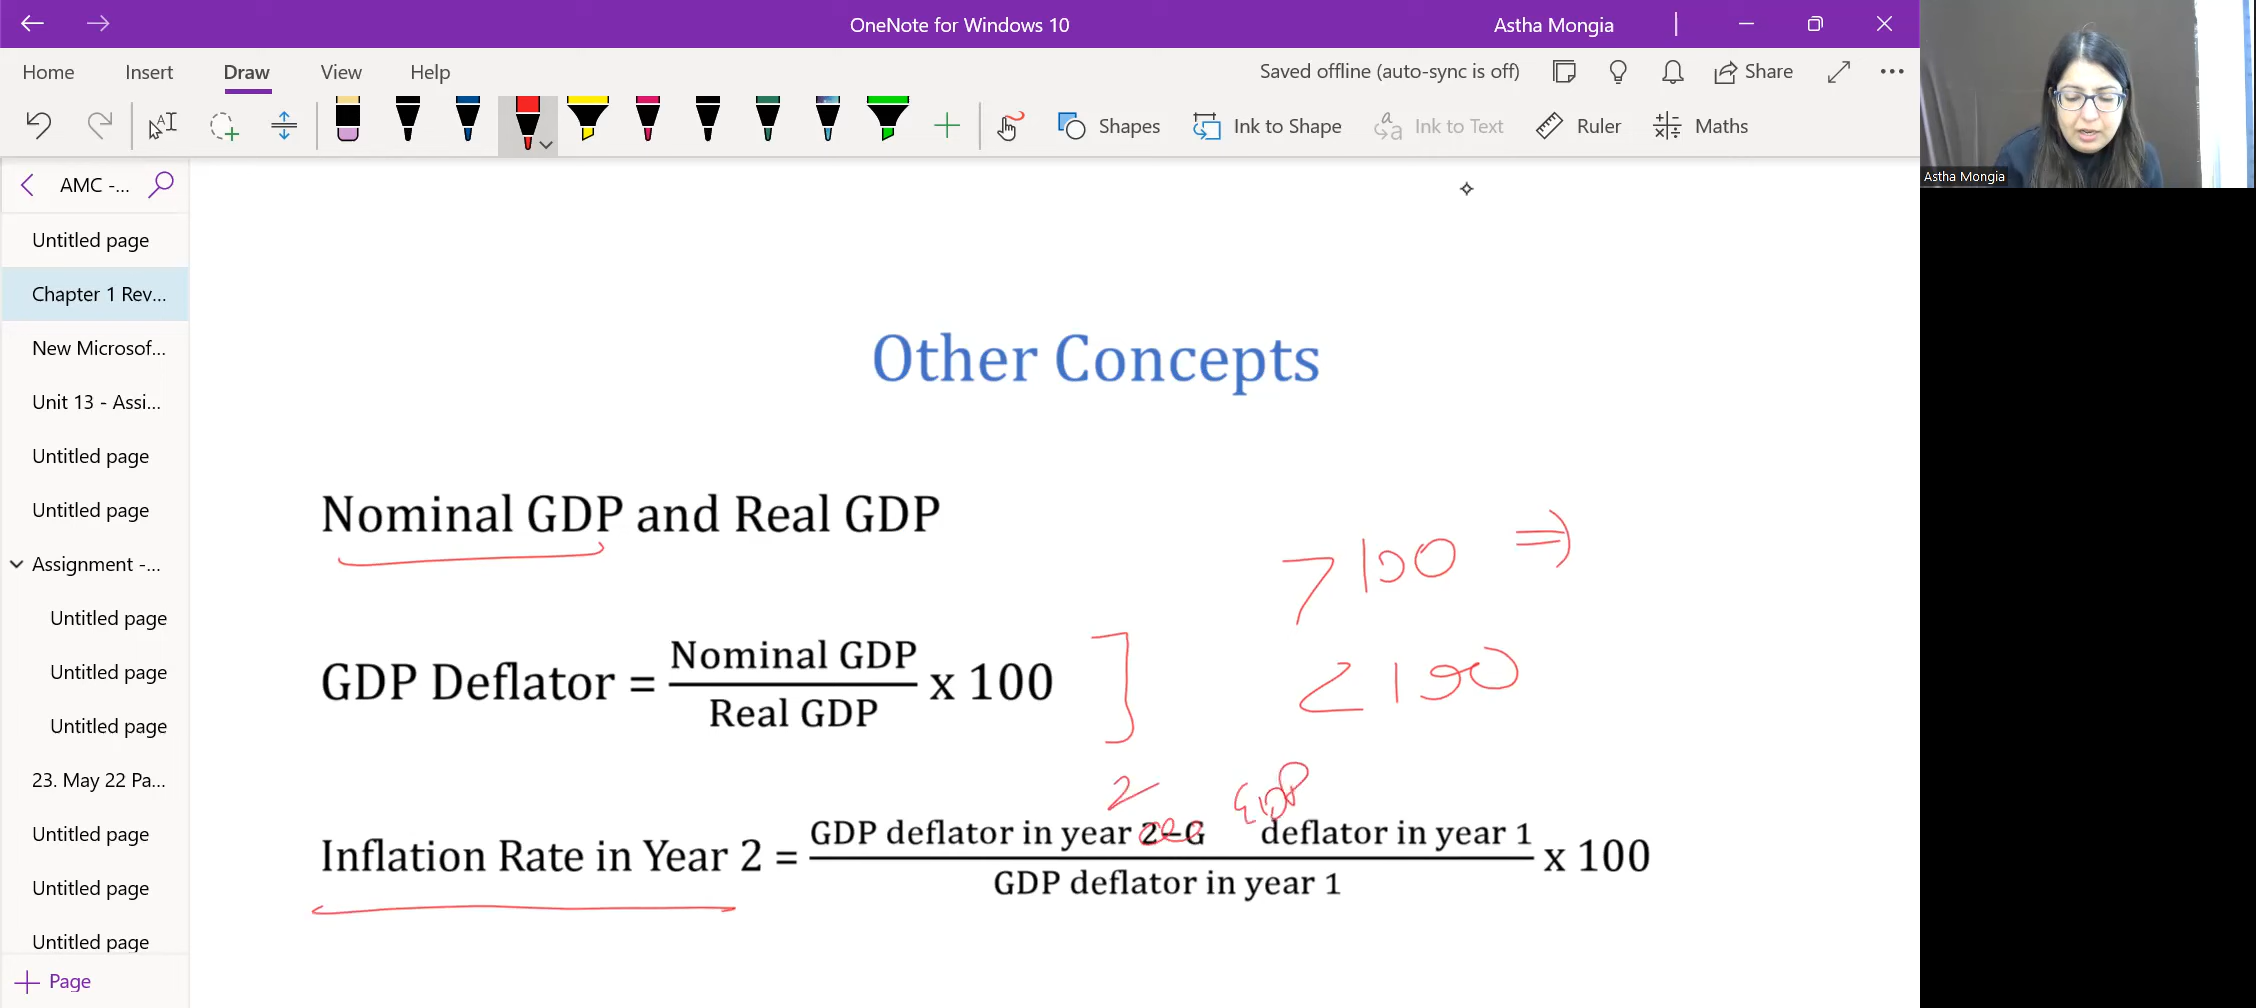 OneNote for Windows 10
Astha Mongia
Home Insert Draw View Help
Saved offline (auto-sync is off) Share
Shapes Ink to Shape Ink to Text Ruler Maths
Astha Mongia
AMC -...
Untitled page
Chapter 1 Rev...
New Microsof...
Unit 13 - Assi...
Untitled page
Untitled page
Assignment -...
Untitled page
Untitled page
Untitled page
23. May 22 Pa...
Untitled page
Untitled page
Untitled page
+ Page
Other Concepts
Nominal GDP and Real GDP
7 100 ⇒
GDP Deflator = Nominal GDP / Real GDP x 100
< 100
2 GDP
Inflation Rate in Year 2 = GDP deflator in year 2–G deflator in year 1 / GDP deflator in year 1 x 100